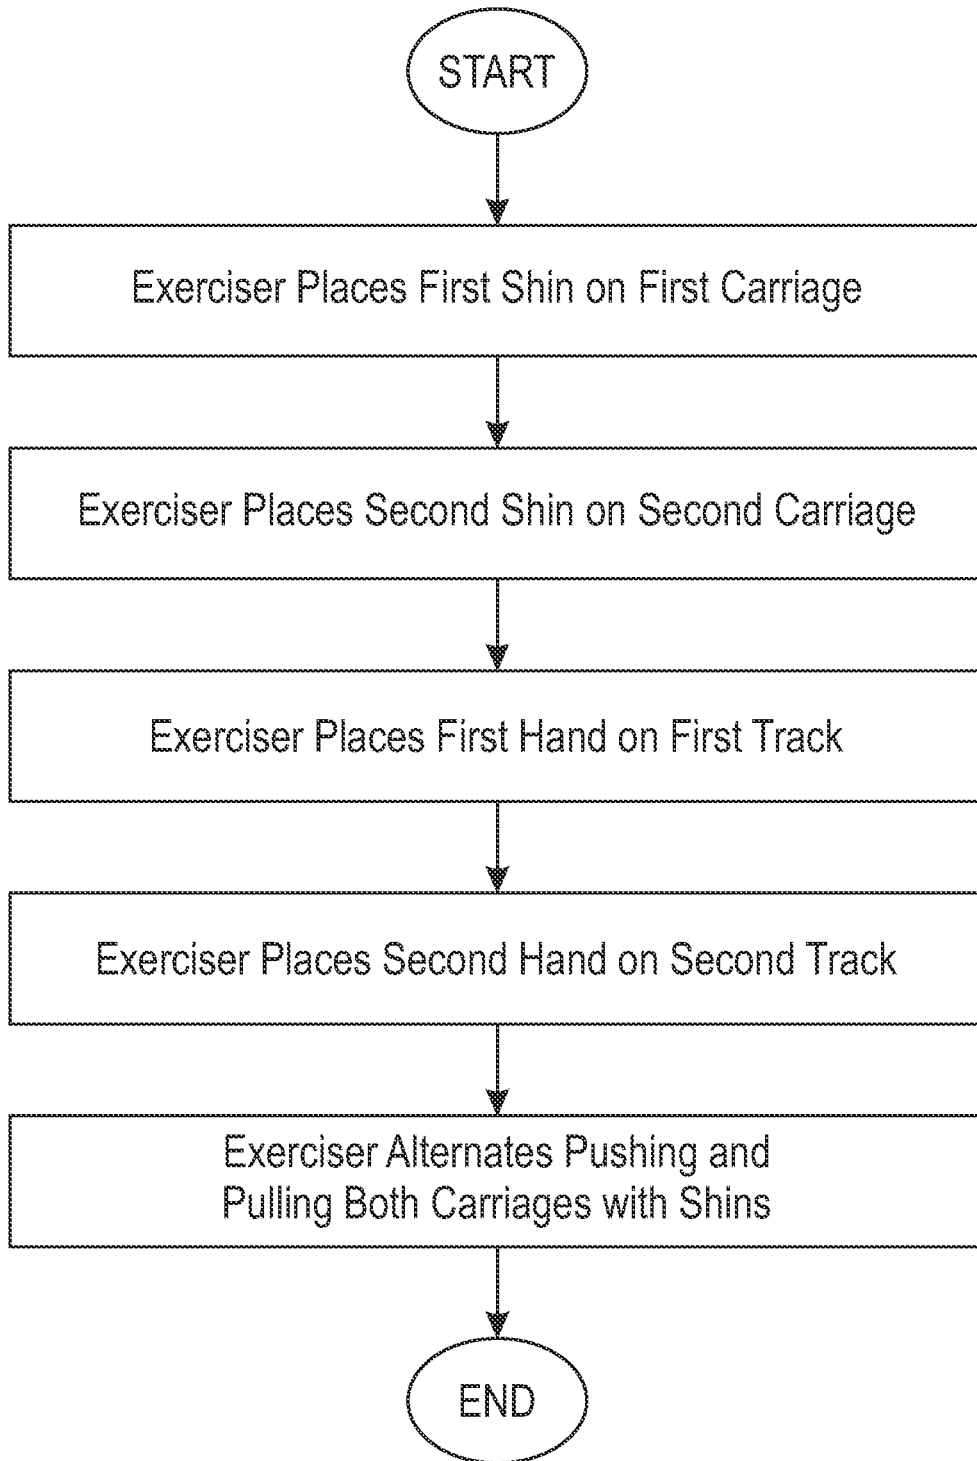 START
Exerciser Places First Shin on First Carriage
Exerciser Places Second Shin on Second Carriage
Exerciser Places First Hand on First Track
Exerciser Places Second Hand on Second Track
Exerciser Alternates Pushing and
Pulling Both Carriages with Shins
END